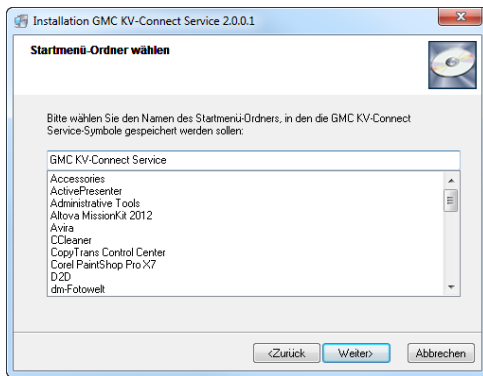 Installation GMC KV-Connect Service 2.0.0.1
Startmenü-Ordner wählen
Bitte wählen Sie den Namen des Startmenü-Ordners, in den die GMC KV-Connect
Service-Symbole gespeichert werden sollen:
GMC KV-Connect Service
Accessories
ActivePresenter
Administrative Tools
Altova MissionKit 2012
Avira
CCleaner
CopyTrans Control Center
Corel PaintShop Pro X7
D2D
dm-Fotowelt
<Zurück Weiter> Abbrechen